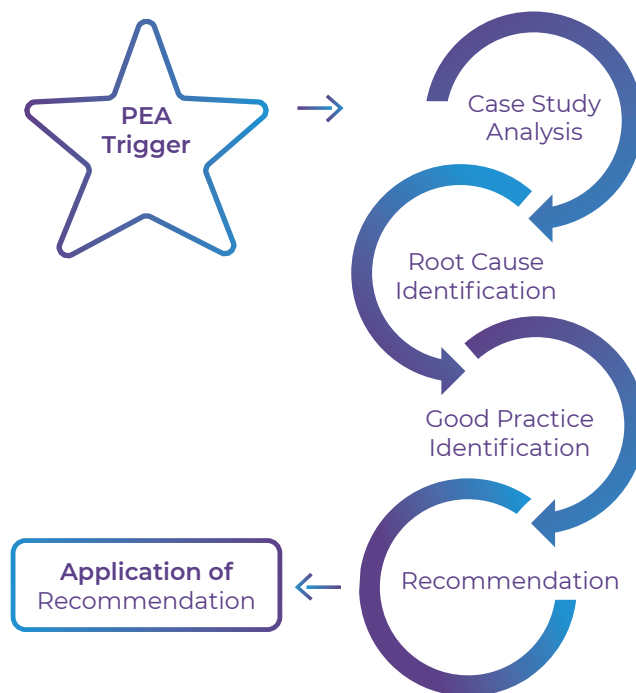 PEA
Trigger
Case Study
Analysis
Root Cause
Identification
Good Practice
Identification
Recommendation
Application of
Recommendation